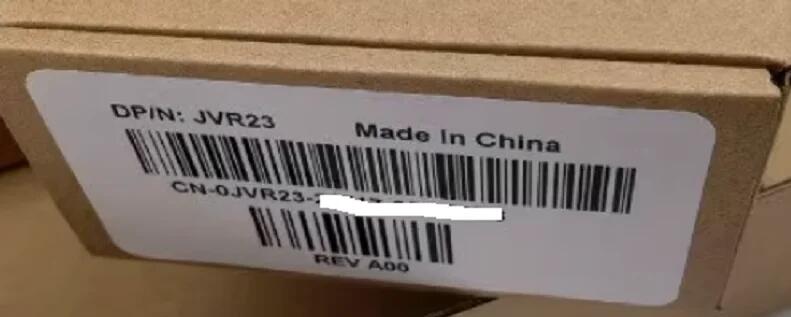 DP/N: JVR23
Made In China
CN-0JVR23-
REV A00